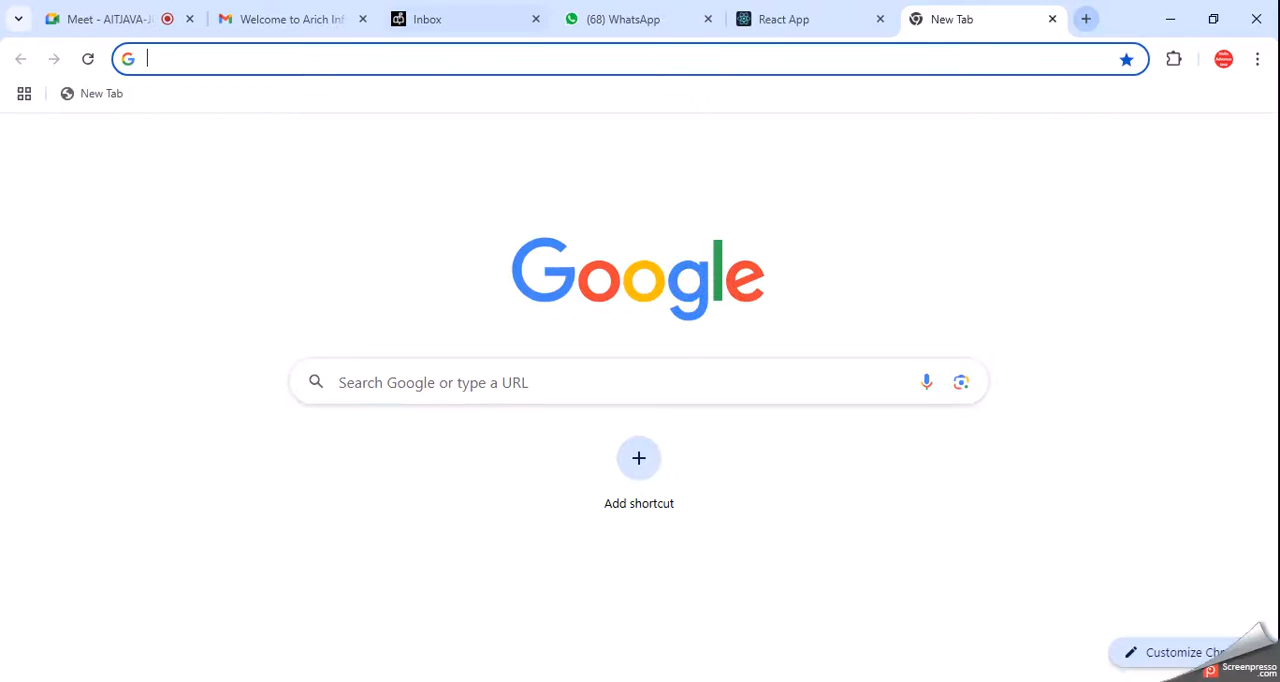 Meet - AITJAVA-J
Welcome to Arich Inf
Inbox
(68) WhatsApp
React App
New Tab
New Tab
Google
Search Google or type a URL
Add shortcut
Customize Chr
Screenpresso
.com